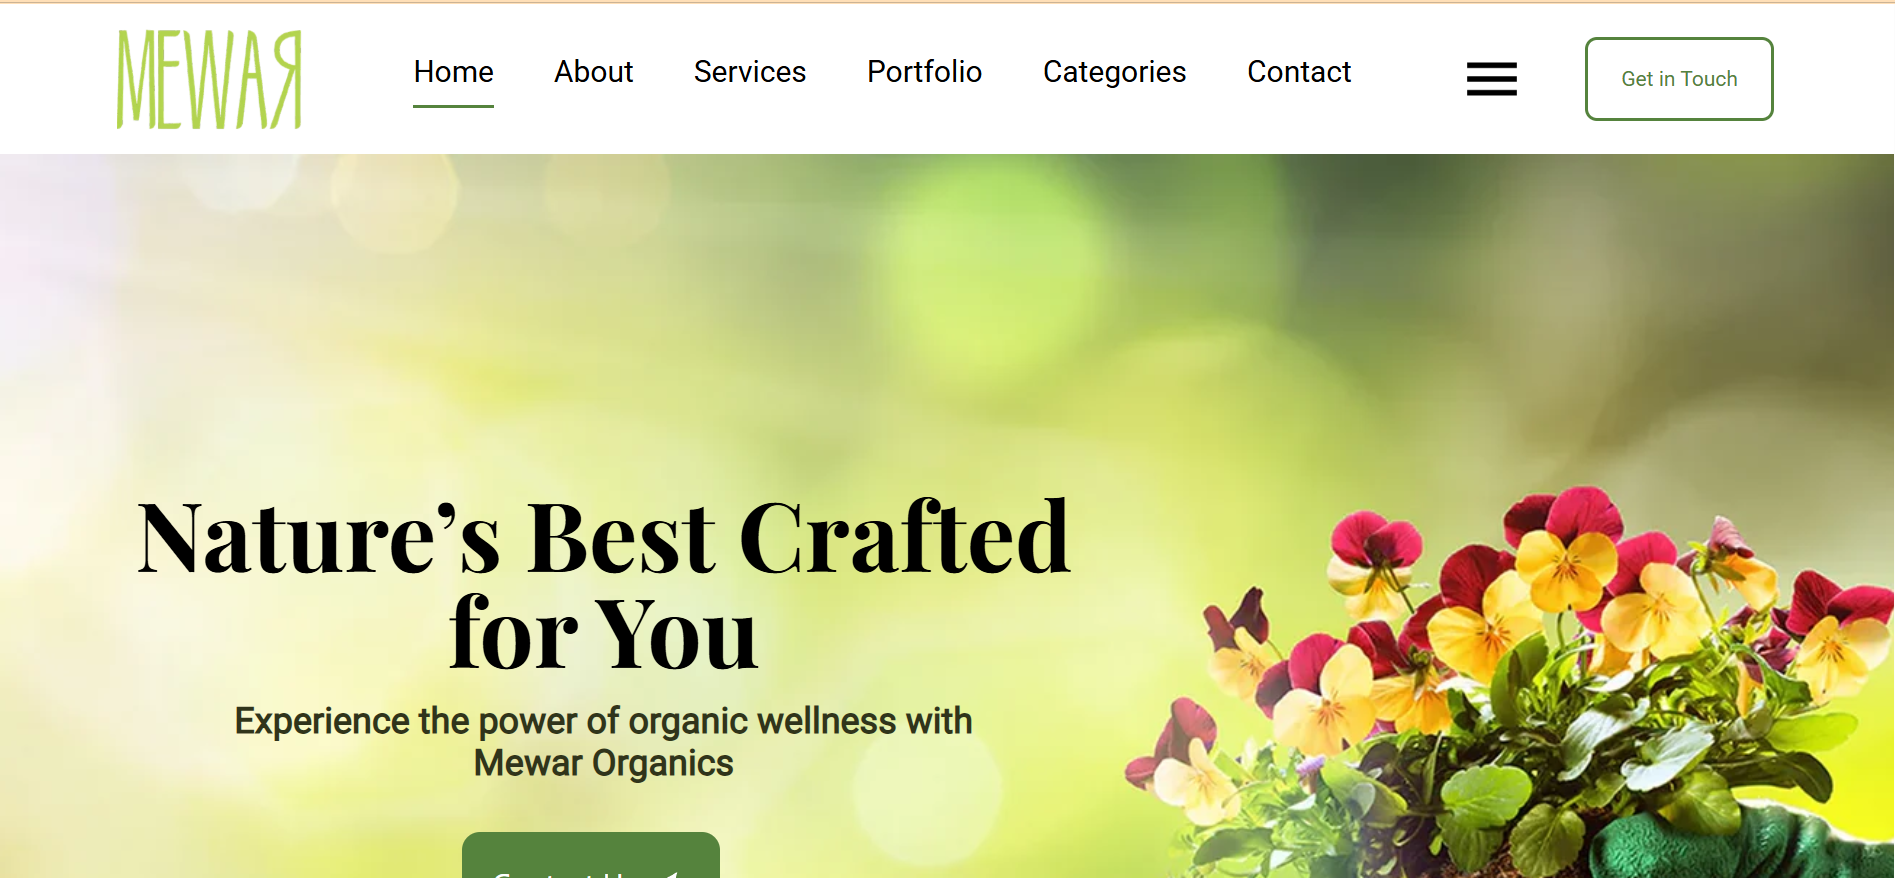 MEWAR
Home About Services Portfolio Categories Contact
Get in Touch
Nature’s Best Crafted
for You
Experience the power of organic wellness with
Mewar Organics